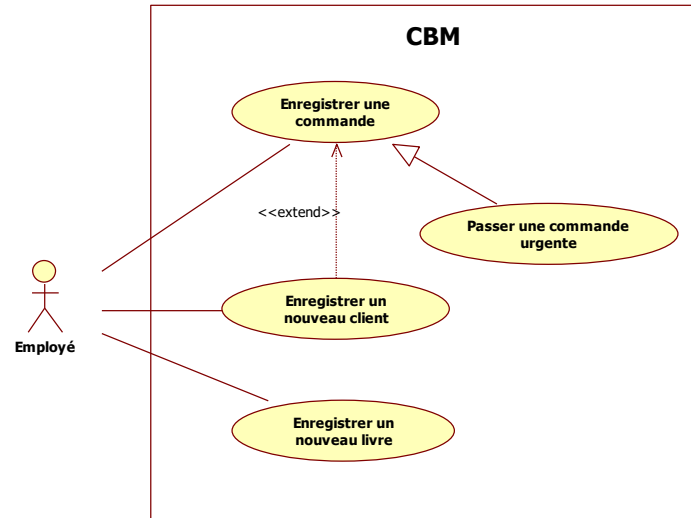 CBM
Enregistrer une
commande
<<extend>>
Passer une commande
urgente
Enregistrer un
nouveau client
Employé
Enregistrer un
nouveau livre